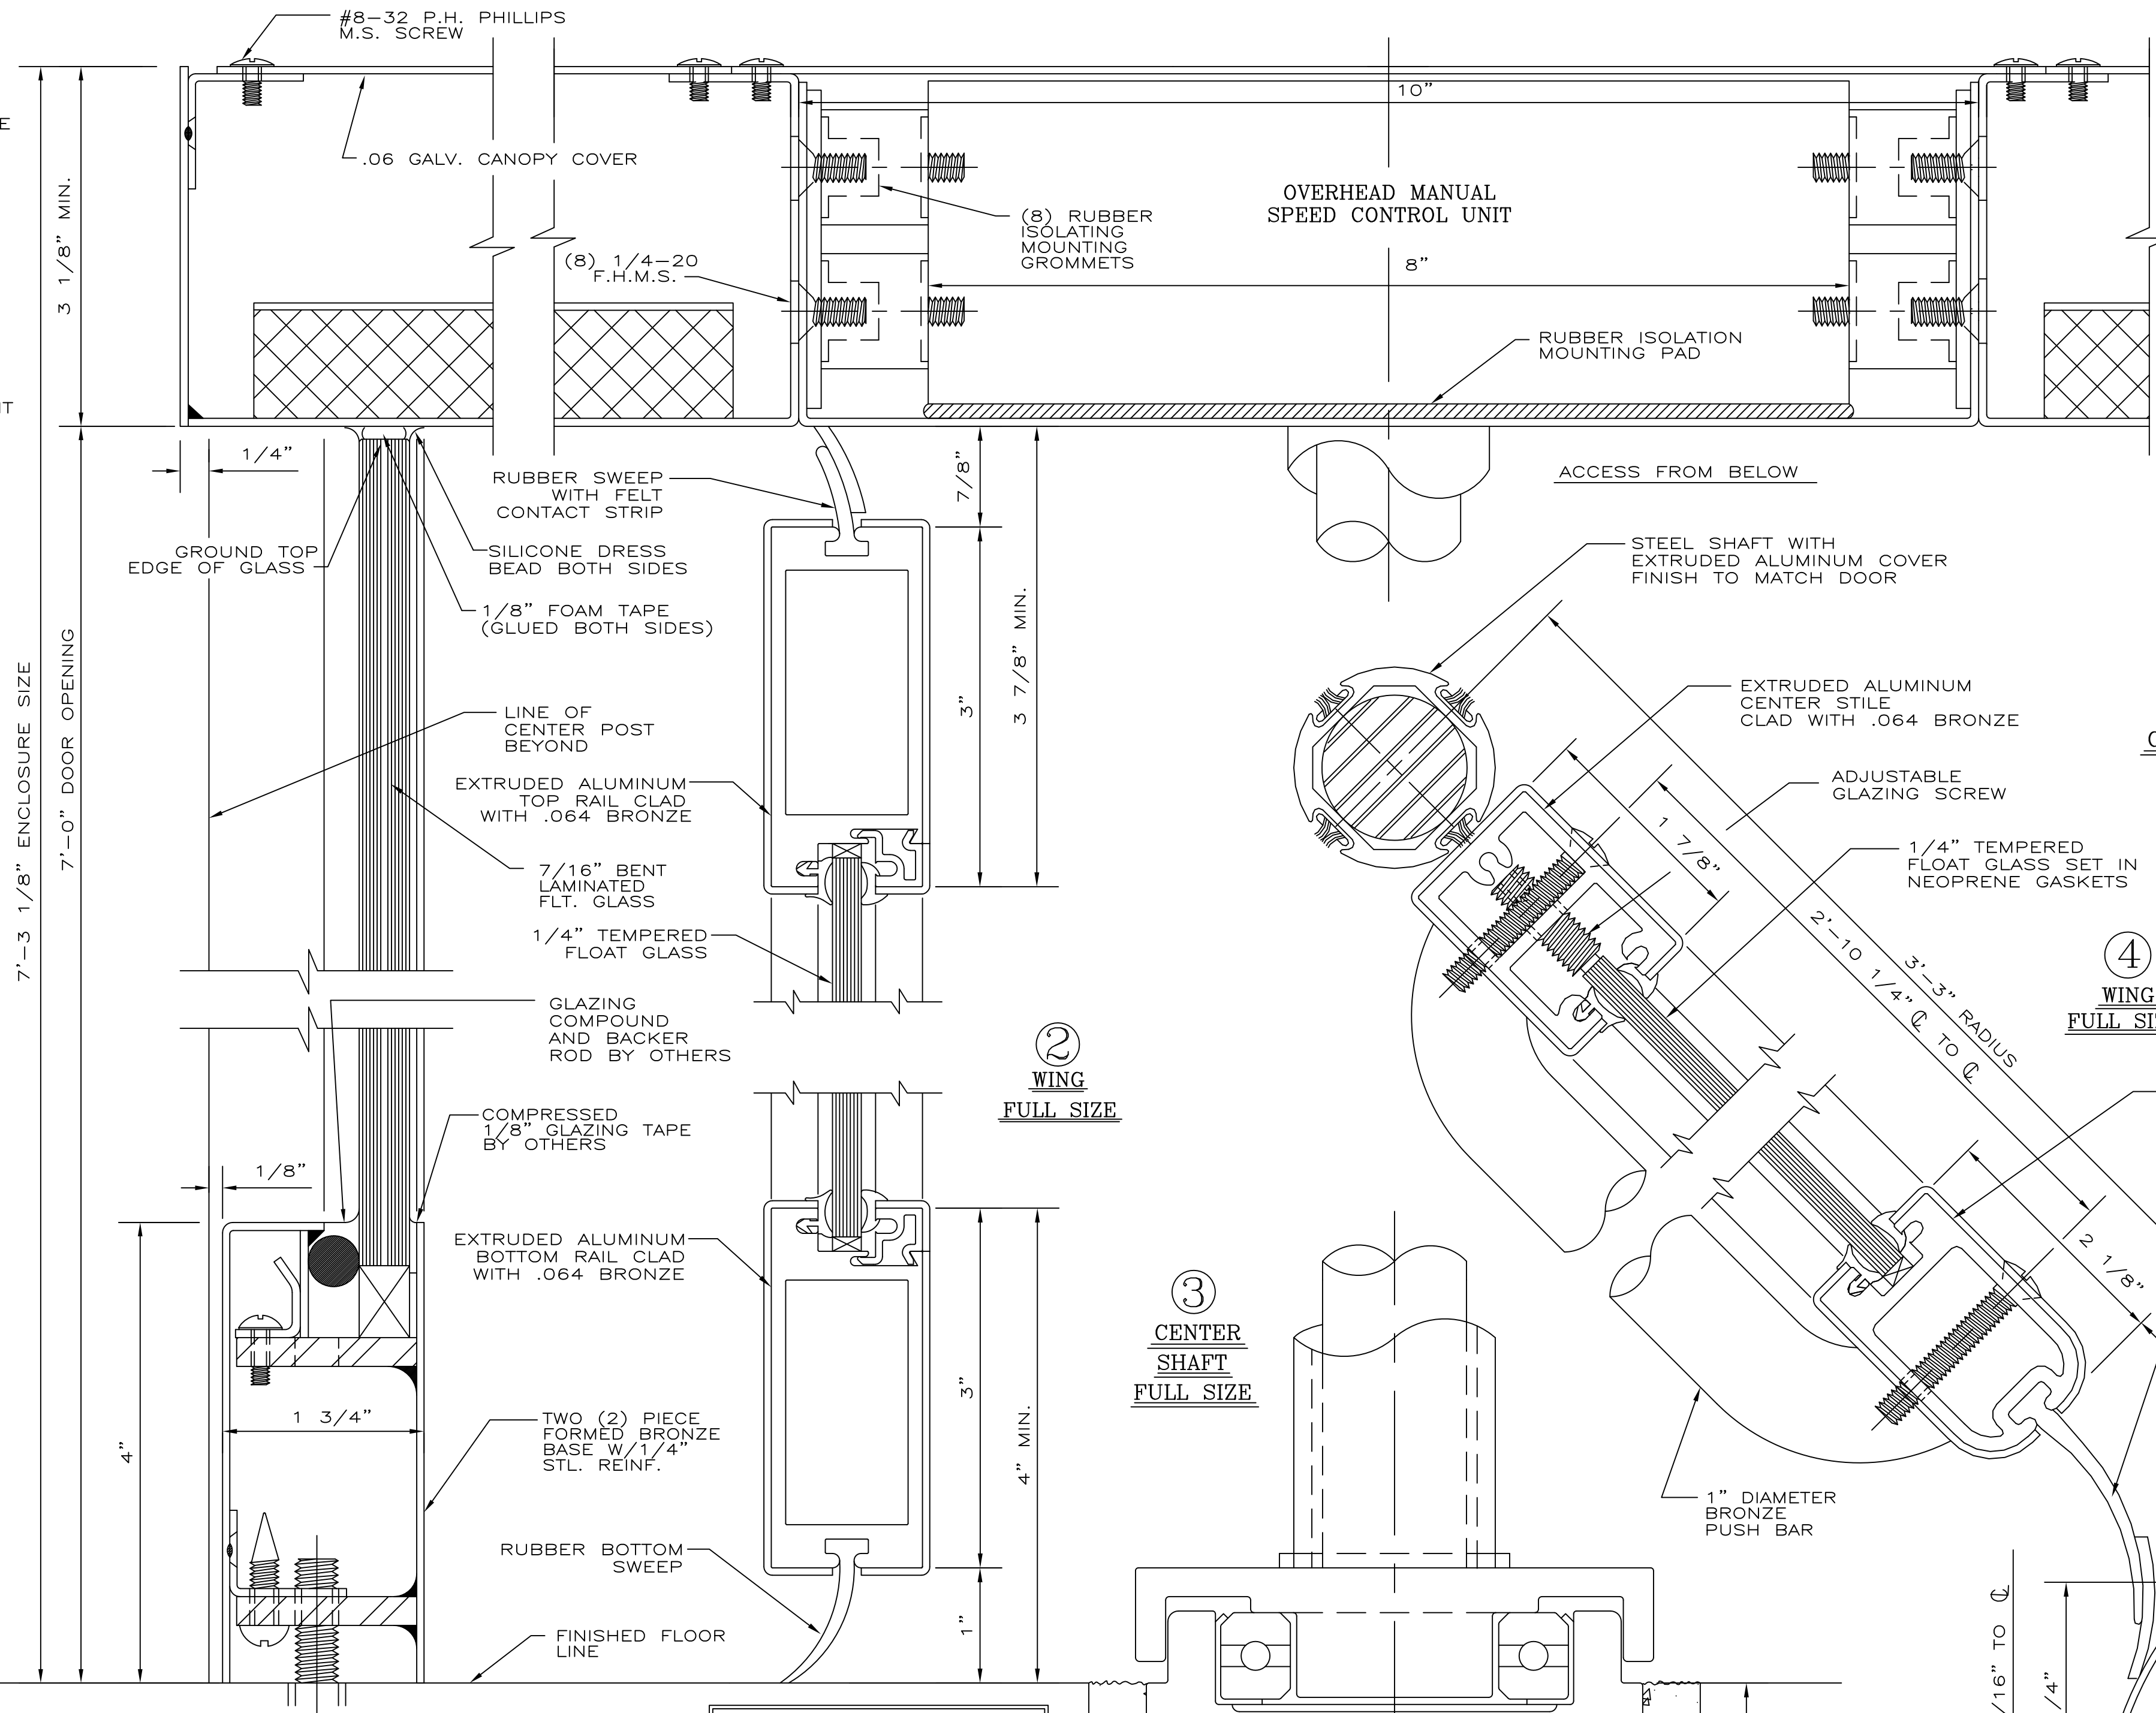 #8-32 P.H. PHILLIPS
M.S. SCREW
.06 GALV. CANOPY COVER
10"
OVERHEAD MANUAL
SPEED CONTROL UNIT
(8) RUBBER
ISOLATING
MOUNTING
GROMMETS
(8) 1/4-20
F.H.M.S.
8"
RUBBER ISOLATION
MOUNTING PAD
3 1/8" MIN.
1/4"
7/8"
ACCESS FROM BELOW
RUBBER SWEEP
WITH FELT
CONTACT STRIP
GROUND TOP
EDGE OF GLASS
SILICONE DRESS
BEAD BOTH SIDES
STEEL SHAFT WITH
EXTRUDED ALUMINUM COVER
FINISH TO MATCH DOOR
1/8" FOAM TAPE
(GLUED BOTH SIDES)
7'-3 1/8" ENCLOSURE SIZE
7'-0" DOOR OPENING
3"
3 7/8" MIN.
LINE OF
CENTER POST
BEYOND
EXTRUDED ALUMINUM
CENTER STILE
CLAD WITH .064 BRONZE
EXTRUDED ALUMINUM
TOP RAIL CLAD
WITH .064 BRONZE
ADJUSTABLE
GLAZING SCREW
1 7/8"
1/4" TEMPERED
FLOAT GLASS SET IN
NEOPRENE GASKETS
7/16" BENT
LAMINATED
FLT. GLASS
1/4" TEMPERED
FLOAT GLASS
2'-10 1/4" ℄ TO ℄
3'-3" RADIUS
4
WING
FULL SI
GLAZING
COMPOUND
AND BACKER
ROD BY OTHERS
2
WING
FULL SIZE
COMPRESSED
1/8" GLAZING TAPE
BY OTHERS
1/8"
EXTRUDED ALUMINUM
BOTTOM RAIL CLAD
WITH .064 BRONZE
2 1/8"
3
CENTER
SHAFT
FULL SIZE
3"
4" MIN.
1 3/4"
4"
TWO (2) PIECE
FORMED BRONZE
BASE W/1/4"
STL. REINF.
1" DIAMETER
BRONZE
PUSH BAR
RUBBER BOTTOM
SWEEP
1"
FINISHED FLOOR
LINE
/16" TO ℄
/4"